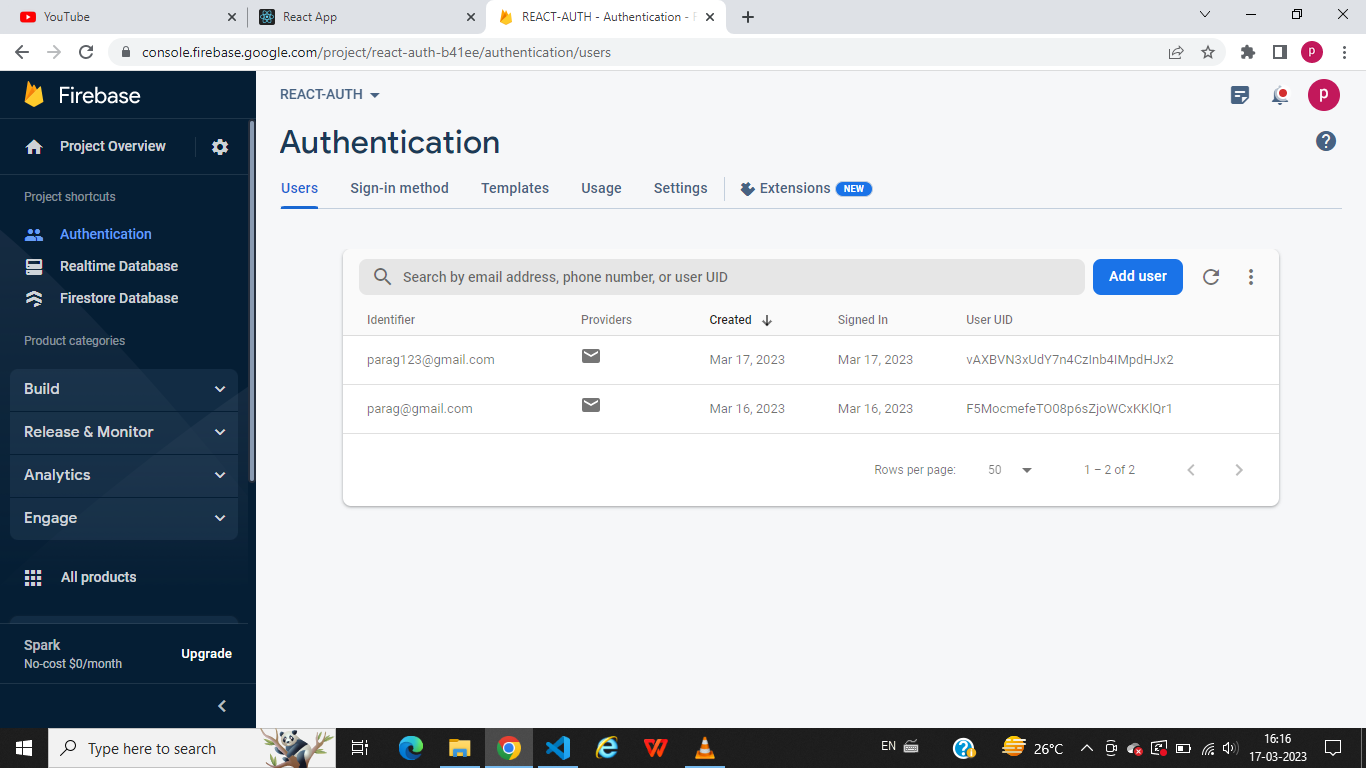 YouTube
React App
REACT-AUTH - Authentication - F
console.firebase.google.com/project/react-auth-b41ee/authentication/users
P
Firebase
Project Overview
Project shortcuts
Authentication
Realtime Database
Firestore Database
Product categories
Build
Release & Monitor
Analytics
Engage
All products
Spark
No-cost $0/month
Upgrade
REACT-AUTH
P
Authentication
Users Sign-in method Templates Usage Settings Extensions NEW
Search by email address, phone number, or user UID
Add user
Identifier Providers Created Signed In User UID
parag123@gmail.com Mar 17, 2023 Mar 17, 2023 vAXBVN3xUdY7n4CzInb4IMpdHJx2
parag@gmail.com Mar 16, 2023 Mar 16, 2023 F5MocmefeTO08p6sZjoWCxKKlQr1
Rows per page: 50 1 – 2 of 2
Type here to search
EN
26°C
16:16
17-03-2023